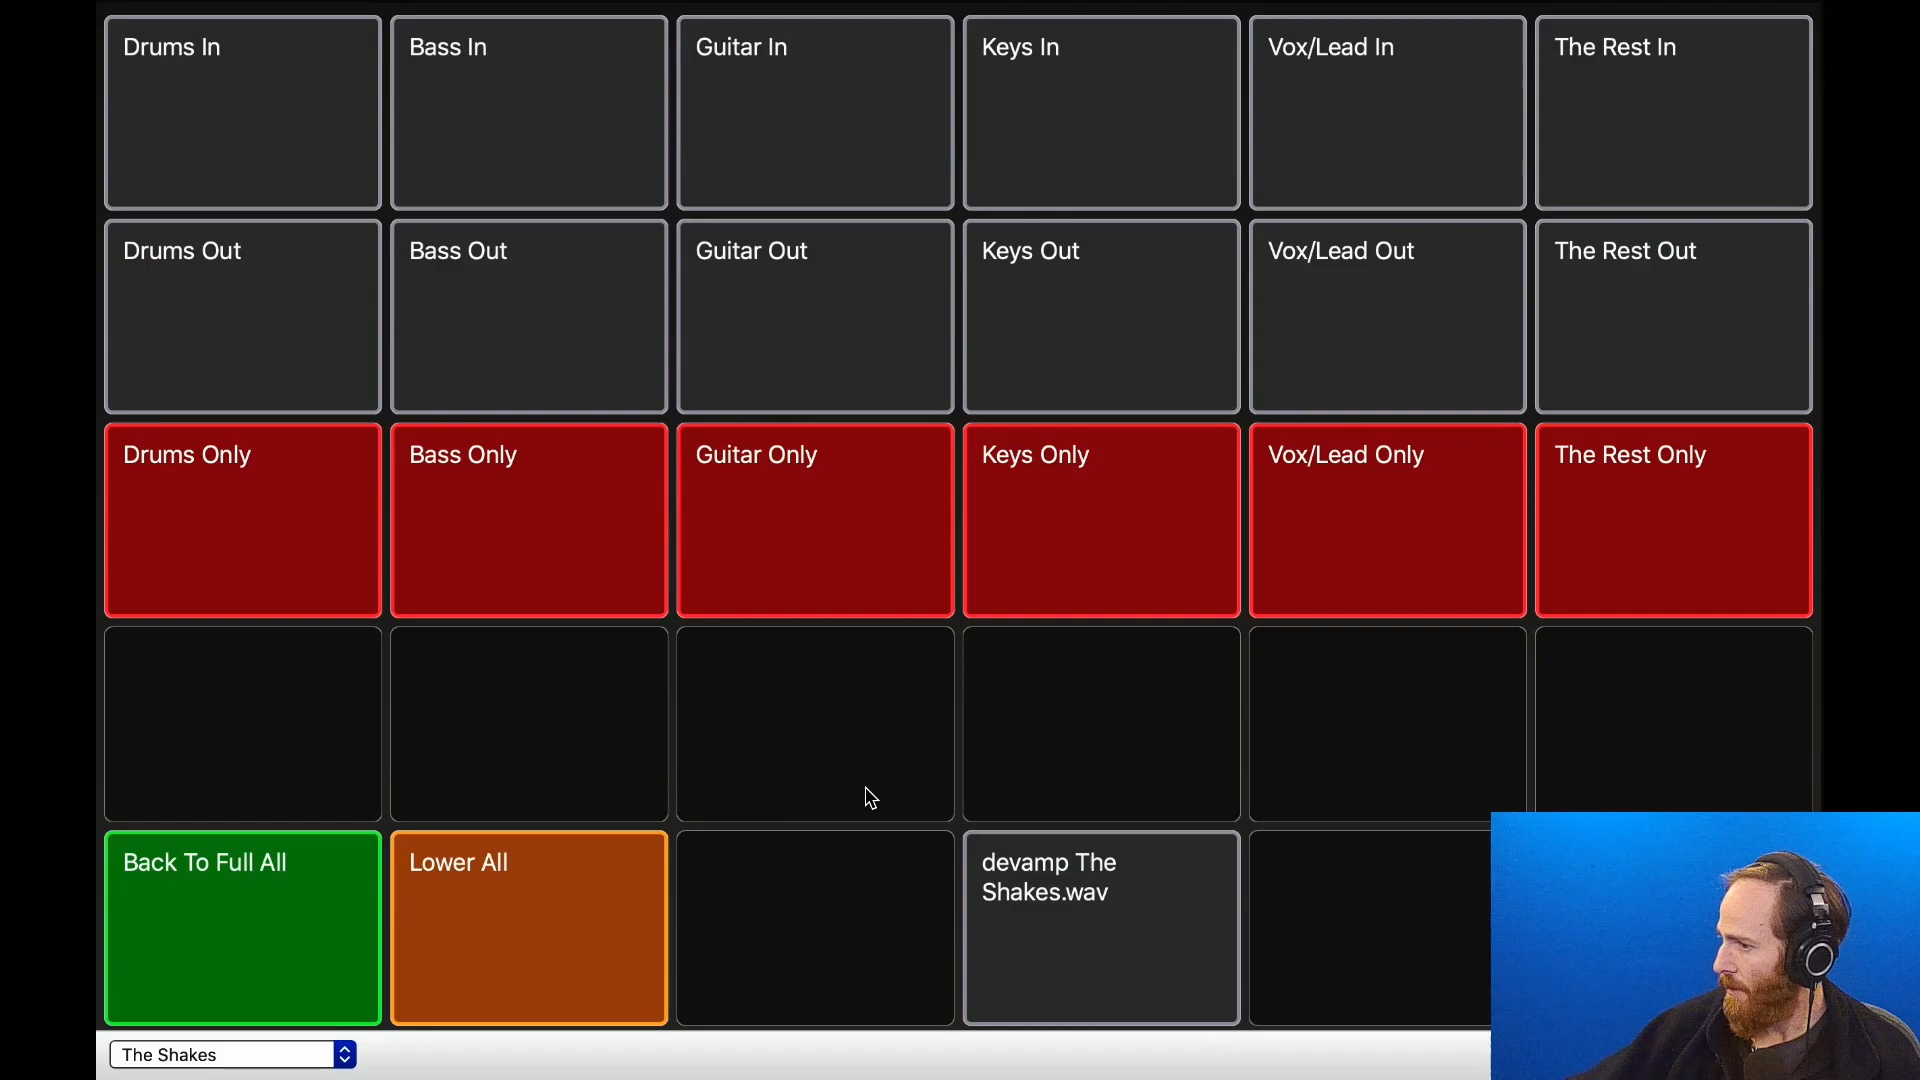 Drums In
Bass In
Guitar In
Keys In
Vox/Lead In
The Rest In
Drums Out
Bass Out
Guitar Out
Keys Out
Vox/Lead Out
The Rest Out
Drums Only
Bass Only
Guitar Only
Keys Only
Vox/Lead Only
The Rest Only
Back To Full All
Lower All
devamp The
Shakes.wav
The Shakes